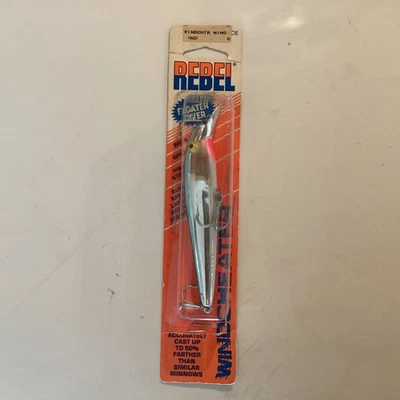 REBEL®
FLOATER
DIVER
WINDCHEATER
ACCURATELY
CAST UP
TO 50%
FARTHER
THAN
SIMILAR
MINNOWS